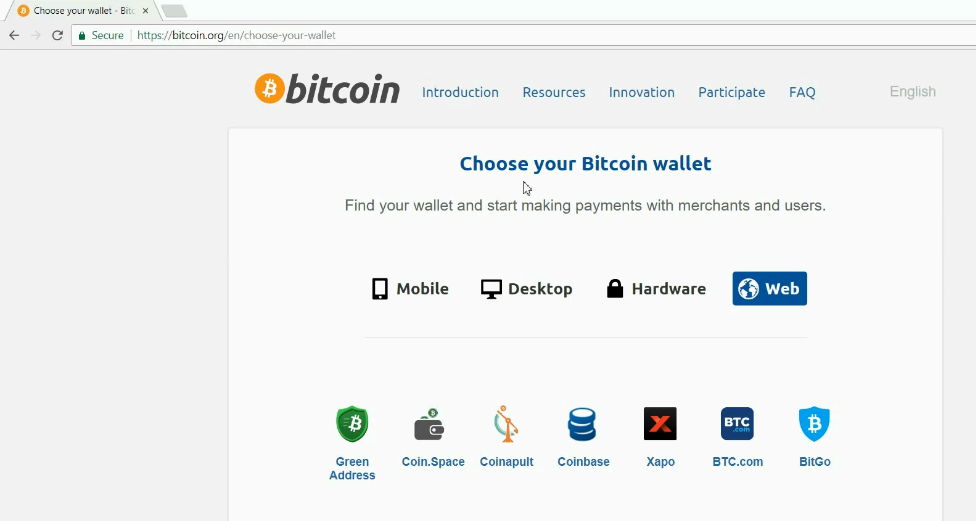 Choose your wallet - Bitc
Secure https://bitcoin.org/en/choose-your-wallet
bitcoin Introduction Resources Innovation Participate FAQ English
Choose your Bitcoin wallet
Find your wallet and start making payments with merchants and users.
Mobile Desktop Hardware Web
BTC
.com
Green Address Coin.Space Coinapult Coinbase Xapo BTC.com BitGo